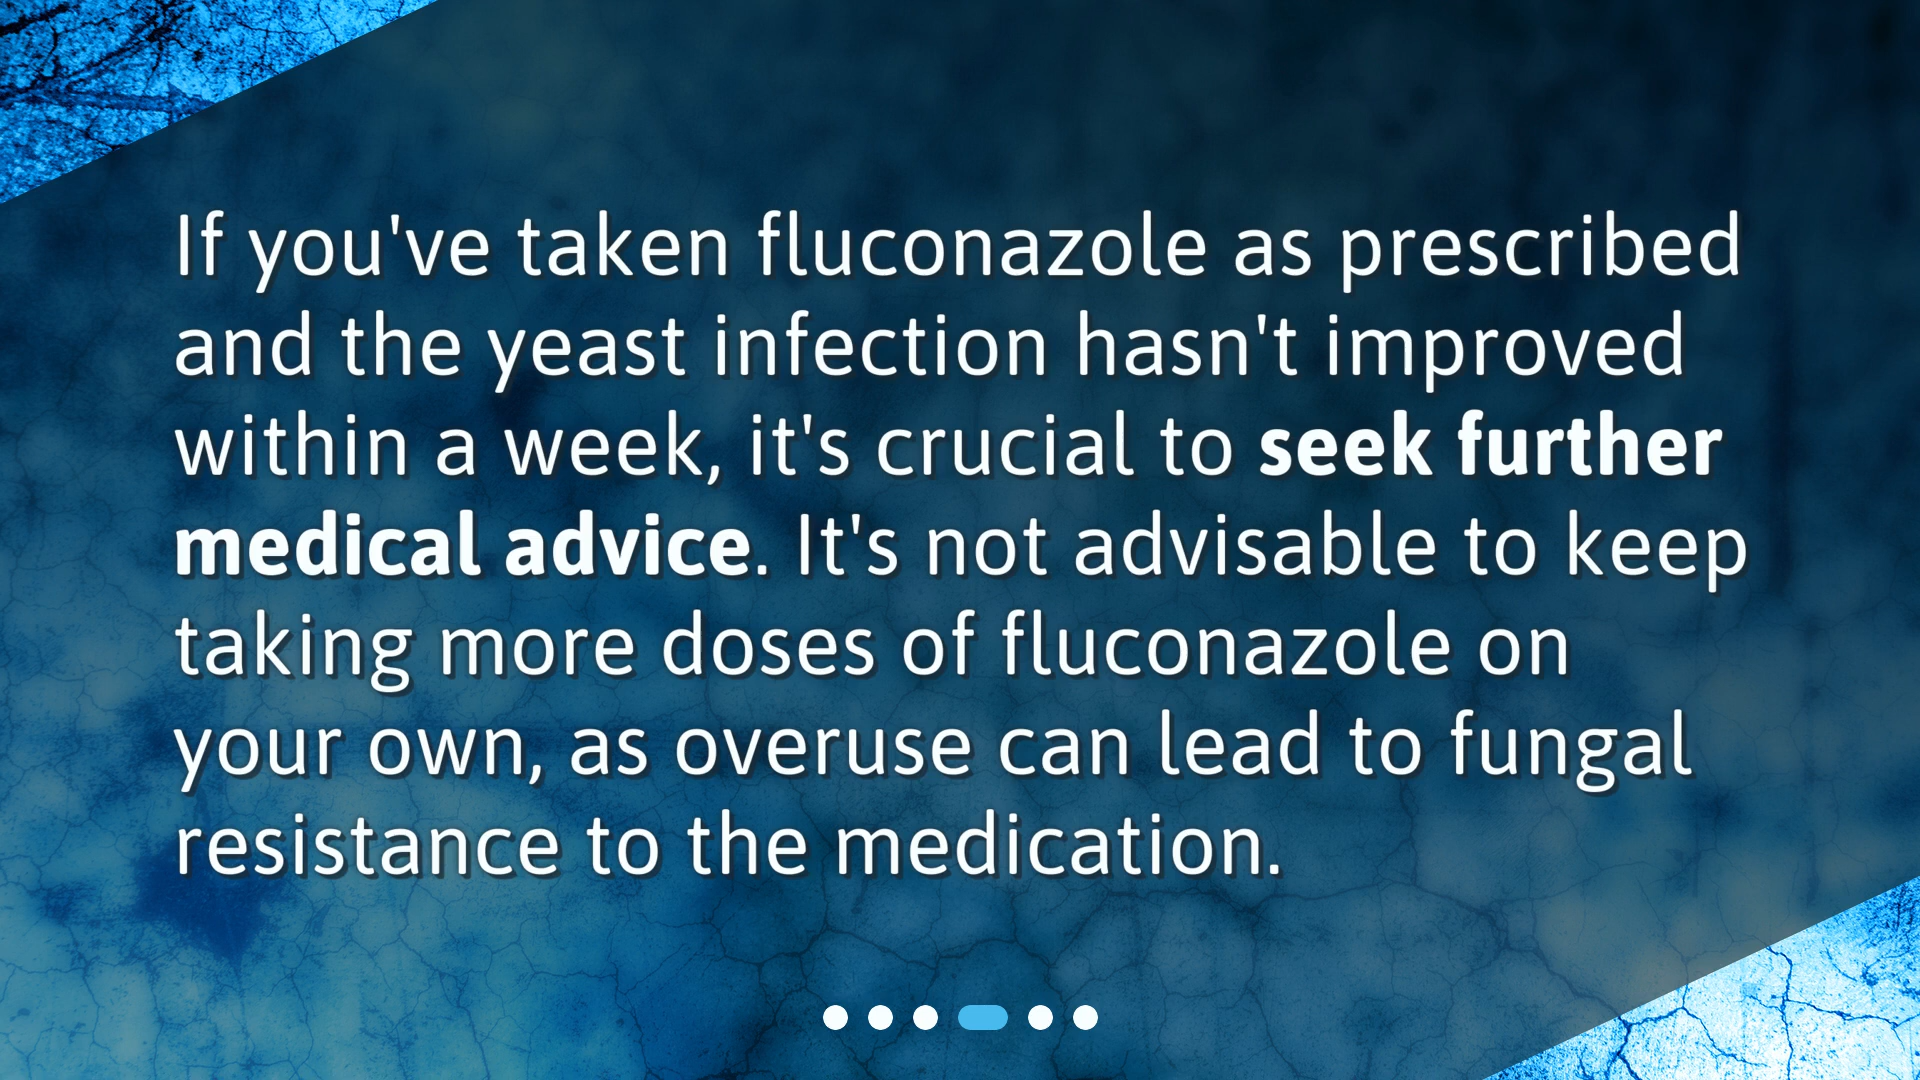 If you've taken fluconazole as prescribed
and the yeast infection hasn't improved
within a week, it's crucial to seek further
medical advice. It's not advisable to keep
taking more doses of fluconazole on
your own, as overuse can lead to fungal
resistance to the medication.